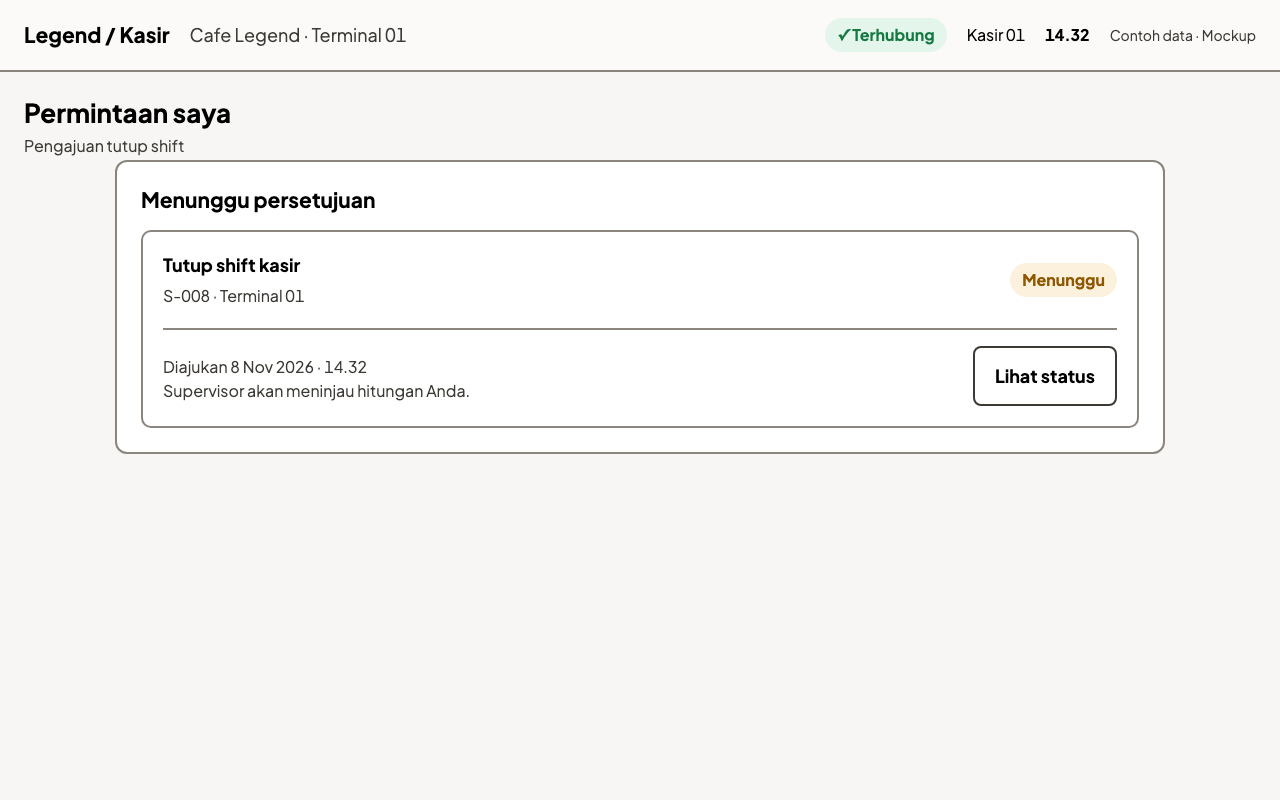 Legend / Kasir Cafe Legend · Terminal 01 ✓Terhubung Kasir 01 14.32 Contoh data · Mockup
Permintaan saya
Pengajuan tutup shift
Menunggu persetujuan
Tutup shift kasir
S-008 · Terminal 01
Menunggu
Diajukan 8 Nov 2026 · 14.32
Supervisor akan meninjau hitungan Anda.
Lihat status